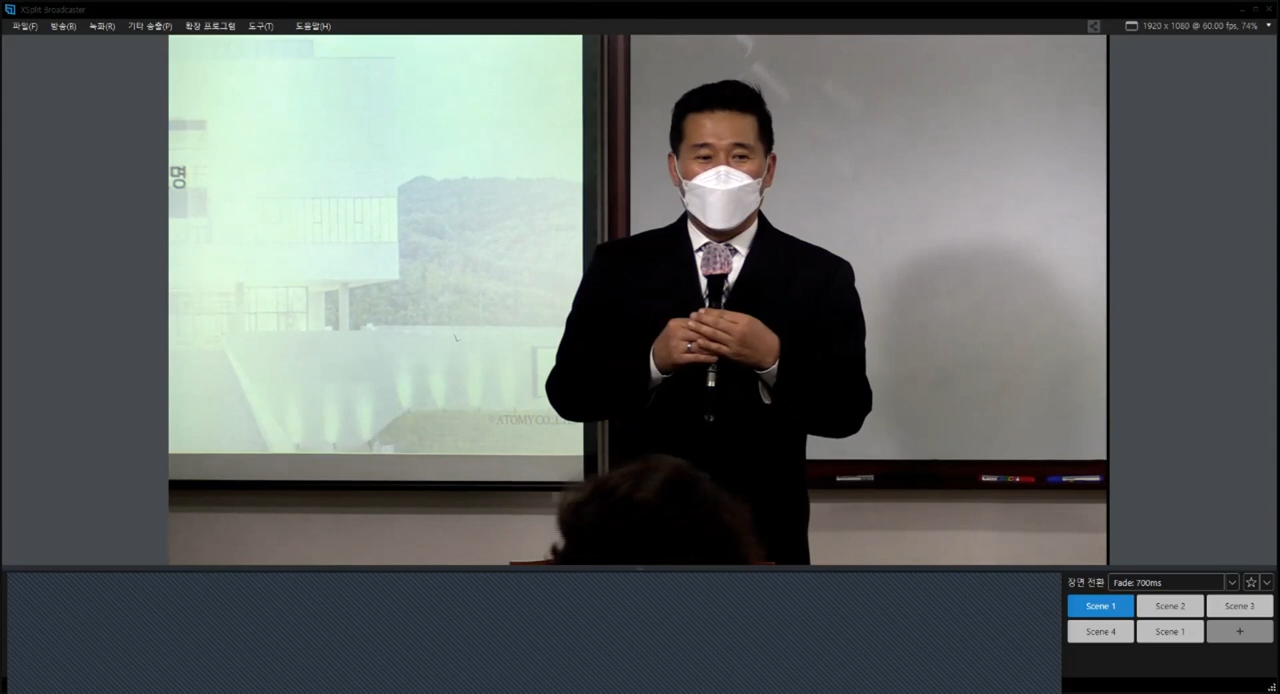 XSplit Broadcaster
파일(F) 방송(B) 녹화(R) 기타 송출(P) 확장 프로그램 도구(T) 도움말(H)
1920 x 1080 @ 60.00 fps, 74%
©ATOMY CO.,L
장면 전환 Fade: 700ms
Scene 1 Scene 2 Scene 3
Scene 4 Scene 1 +